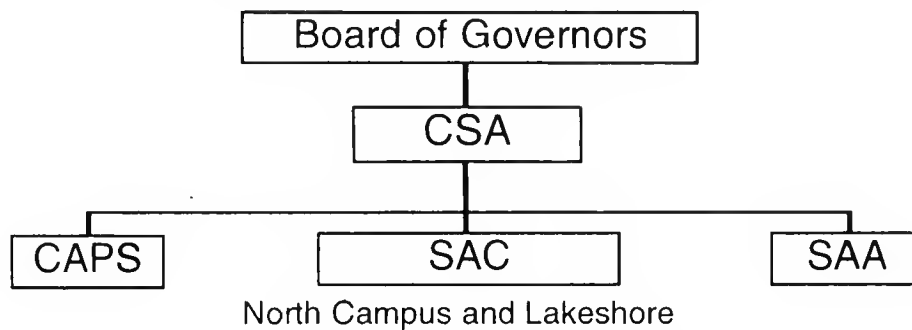 Board of Governors
CSA
CAPS SAC SAA
North Campus and Lakeshore